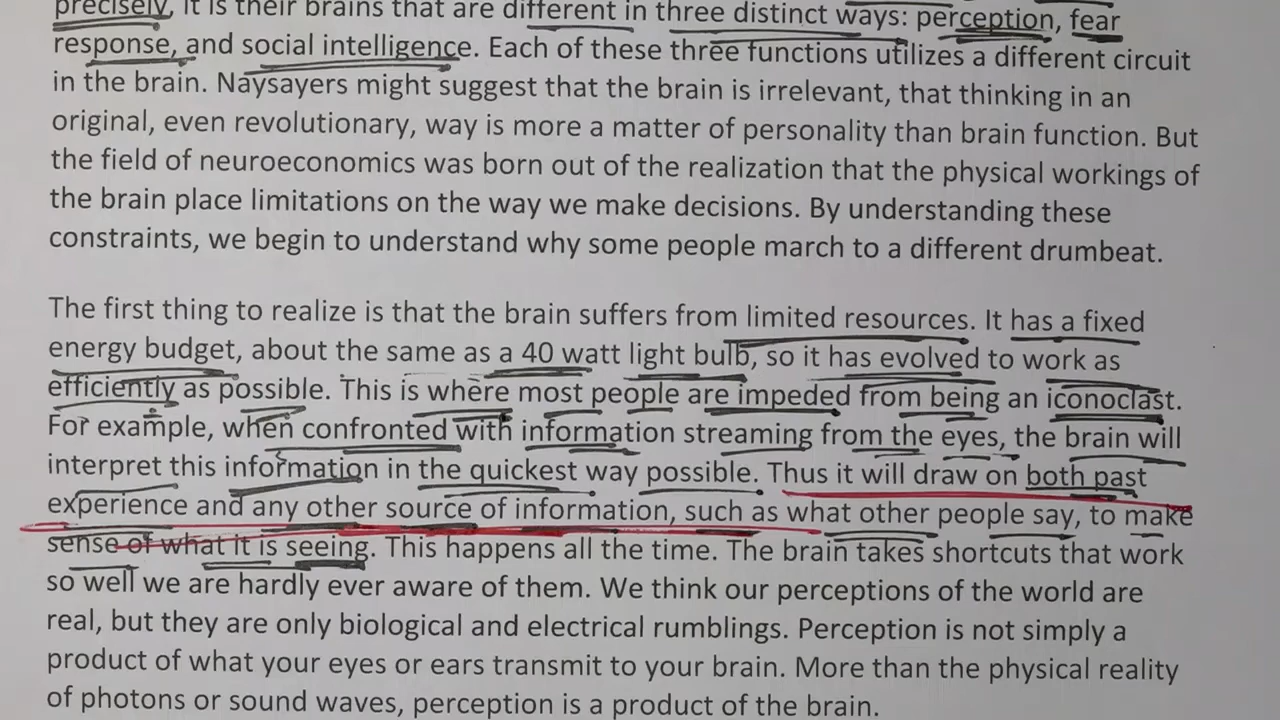 precisely, it is their brains that are different in three distinct ways: perception, fear
response, and social intelligence. Each of these three functions utilizes a different circuit
in the brain. Naysayers might suggest that the brain is irrelevant, that thinking in an
original, even revolutionary, way is more a matter of personality than brain function. But
the field of neuroeconomics was born out of the realization that the physical workings of
the brain place limitations on the way we make decisions. By understanding these
constraints, we begin to understand why some people march to a different drumbeat.
The first thing to realize is that the brain suffers from limited resources. It has a fixed
energy budget, about the same as a 40 watt light bulb, so it has evolved to work as
efficiently as possible. This is where most people are impeded from being an iconoclast.
For example, when confronted with information streaming from the eyes, the brain will
interpret this information in the quickest way possible. Thus it will draw on both past
experience and any other source of information, such as what other people say, to make
sense of what it is seeing. This happens all the time. The brain takes shortcuts that work
so well we are hardly ever aware of them. We think our perceptions of the world are
real, but they are only biological and electrical rumblings. Perception is not simply a
product of what your eyes or ears transmit to your brain. More than the physical reality
of photons or sound waves, perception is a product of the brain.